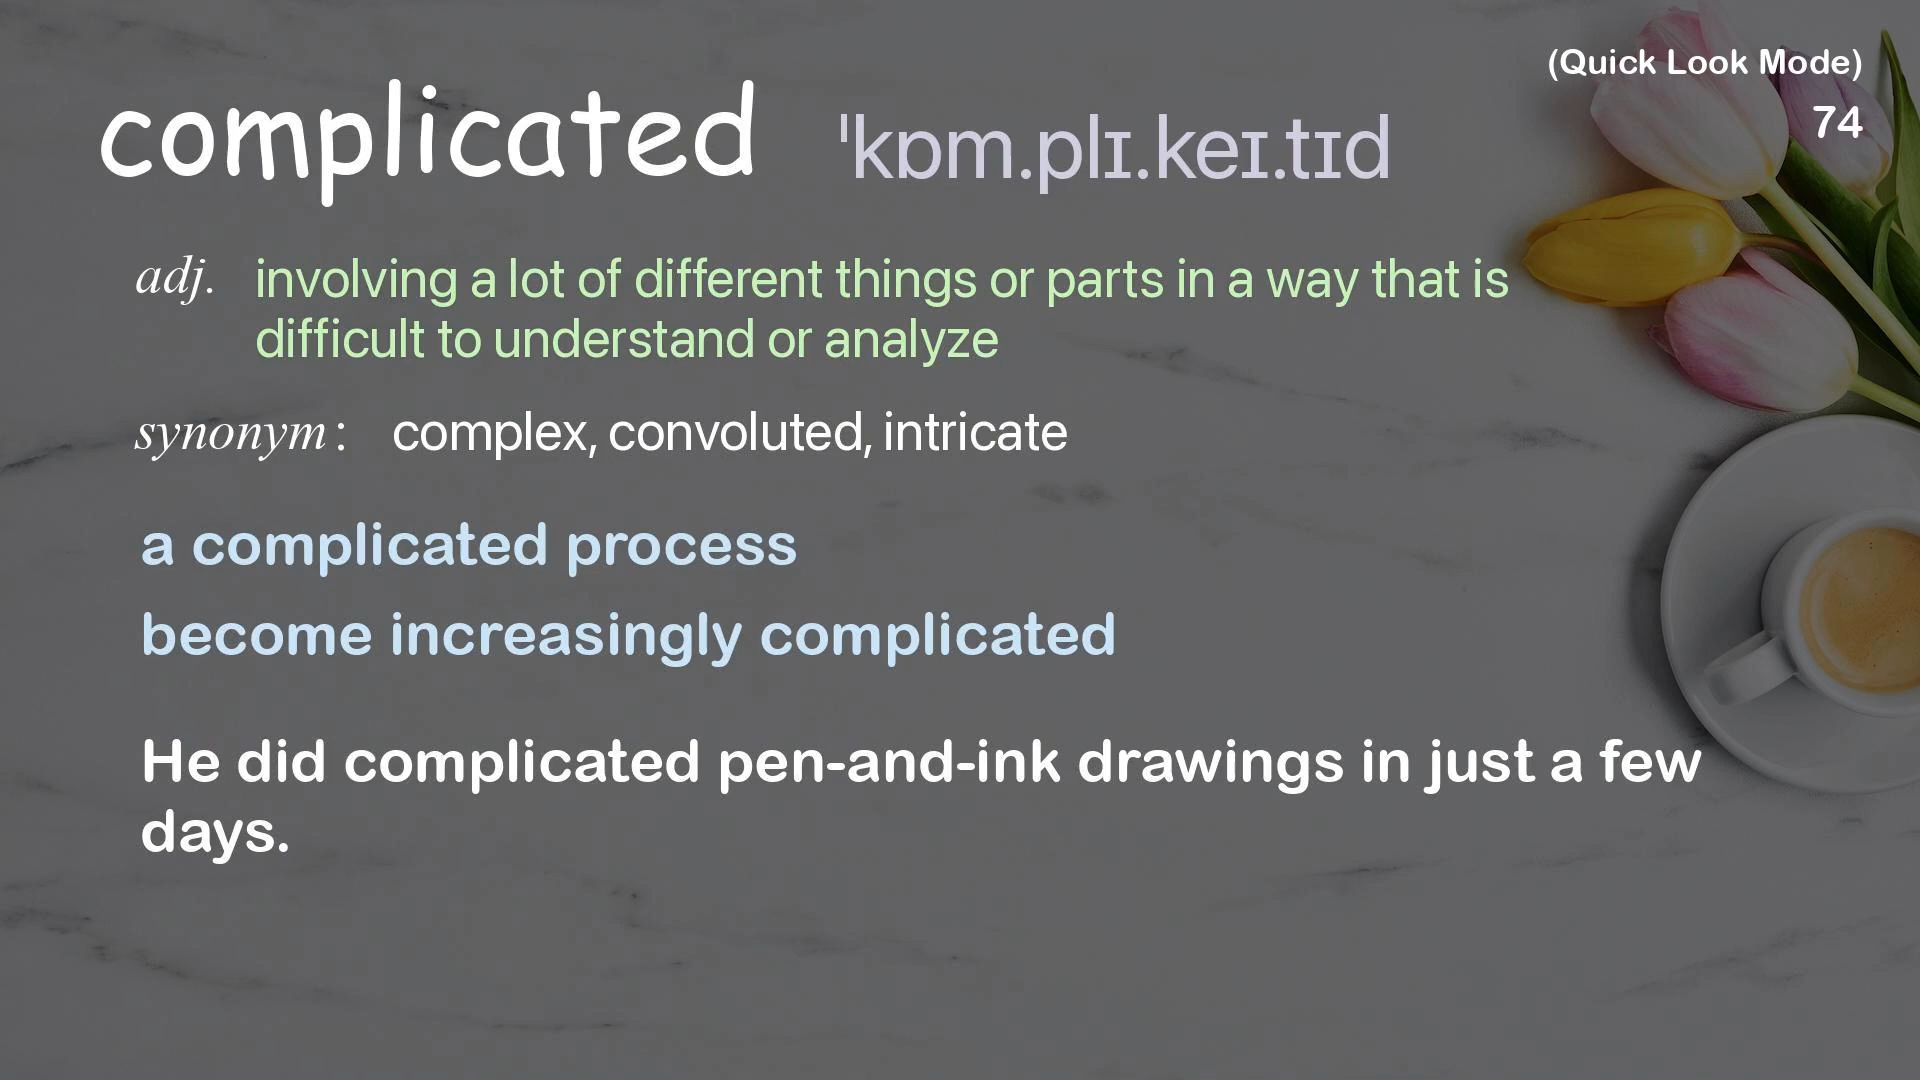 (Quick Look Mode)
74
complicated ˈkɒm.plɪ.keɪ.tɪd
adj. involving a lot of different things or parts in a way that is
difficult to understand or analyze
synonym: complex, convoluted, intricate
a complicated process
become increasingly complicated
He did complicated pen-and-ink drawings in just a few
days.